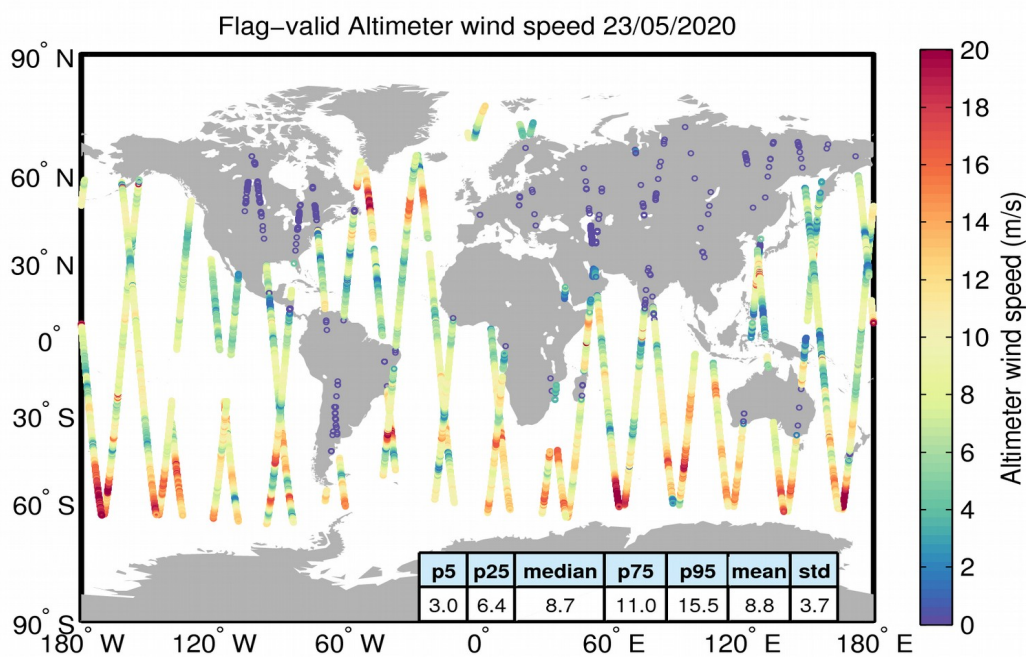 Flag−valid Altimeter wind speed 23/05/2020
90° N
60° N
30° N
0°
30° S
60° S
90° S
180° W
120° W
60° W
0°
60° E
120° E
180° E
p5 p25 median p75 p95 mean std
3.0 6.4 8.7 11.0 15.5 8.8 3.7
20
18
16
14
12
10
8
6
4
2
0
Altimeter wind speed (m/s)